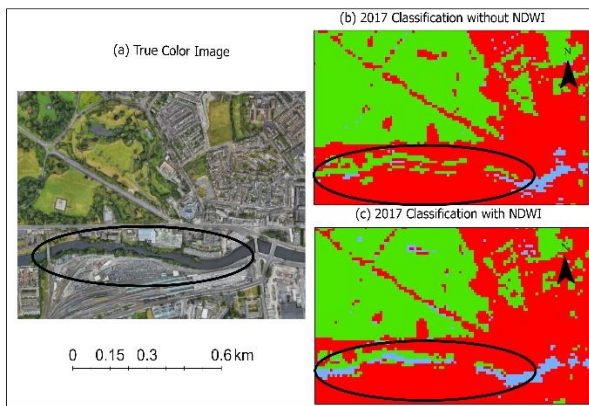 (a) True Color Image
0 0.15 0.3 0.6 km
(b) 2017 Classification without NDWI
N
(c) 2017 Classification with NDWI
N